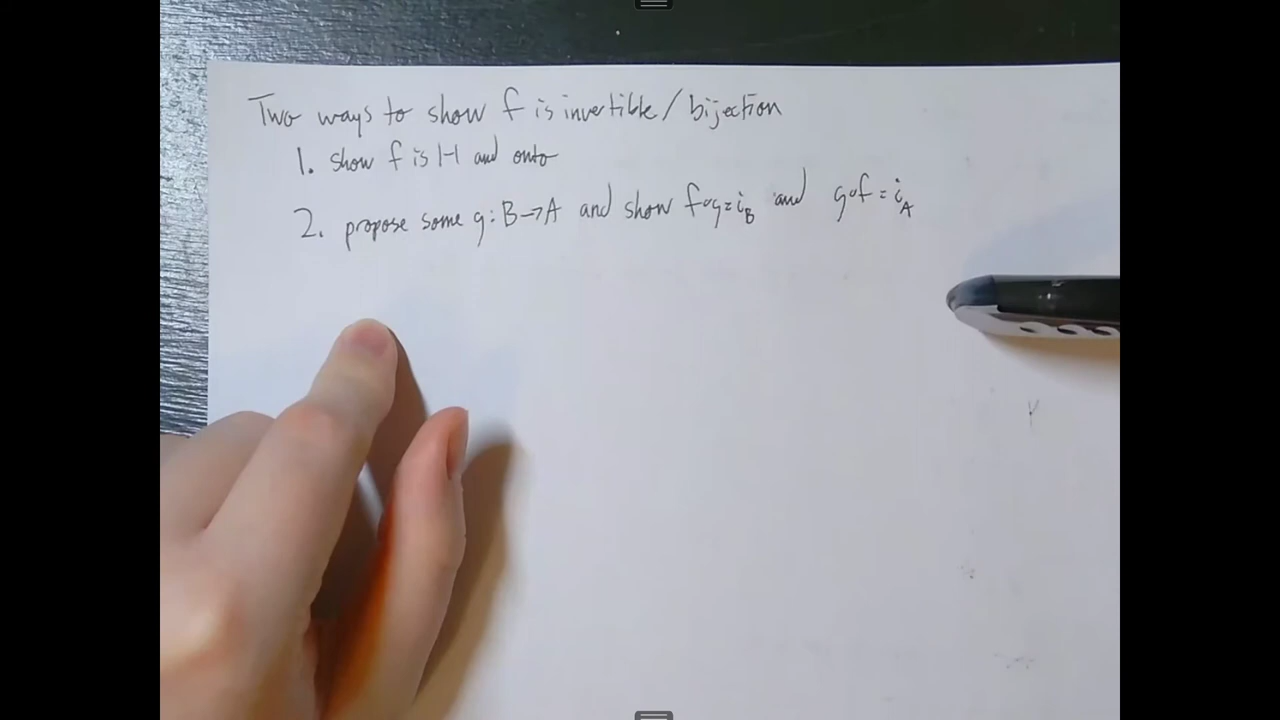 Two ways to show f is invertible / bijection
1. show f is 1-1 and onto
2. propose some g: B→A and show f∘g = i_B and g∘f = i_A